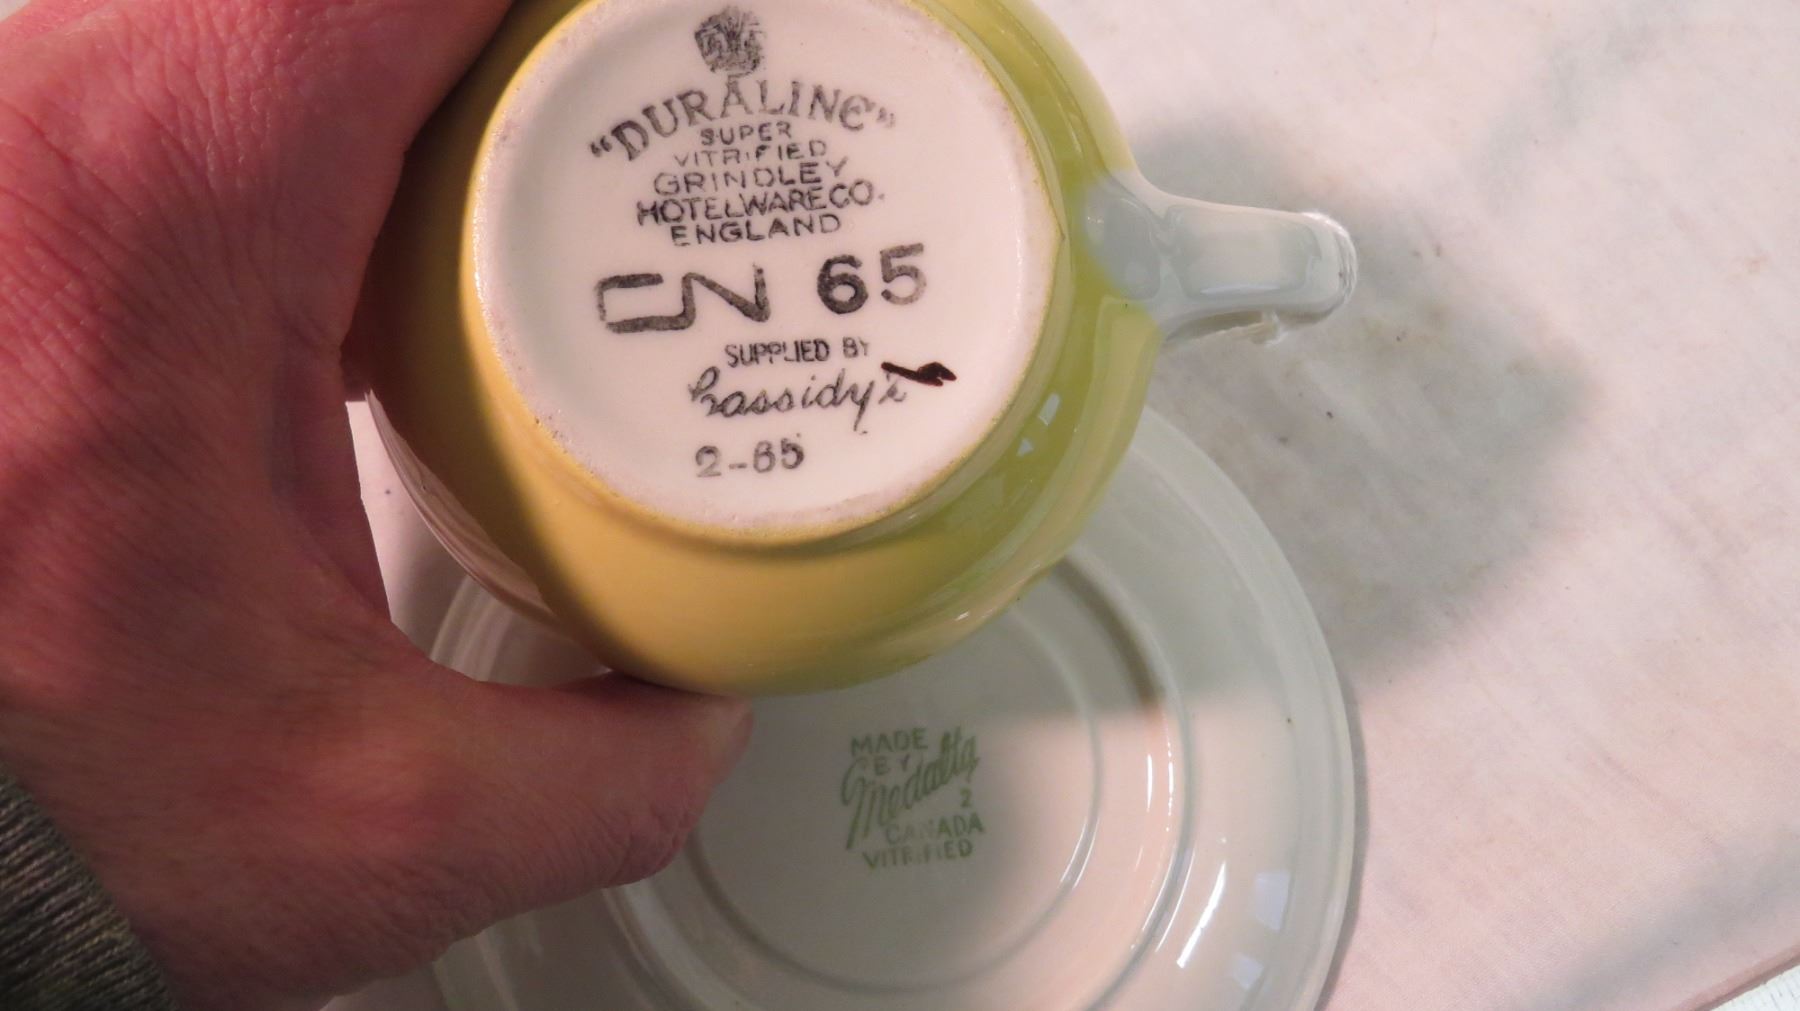 "DURALINE"
SUPER
VITRIFIED
GRINDLEY
HOTELWARE CO.
ENGLAND
CN 65
SUPPLIED BY
Cassidy's
2-65
MADE
BY
Medalta
2
CANADA
VITRIFIED